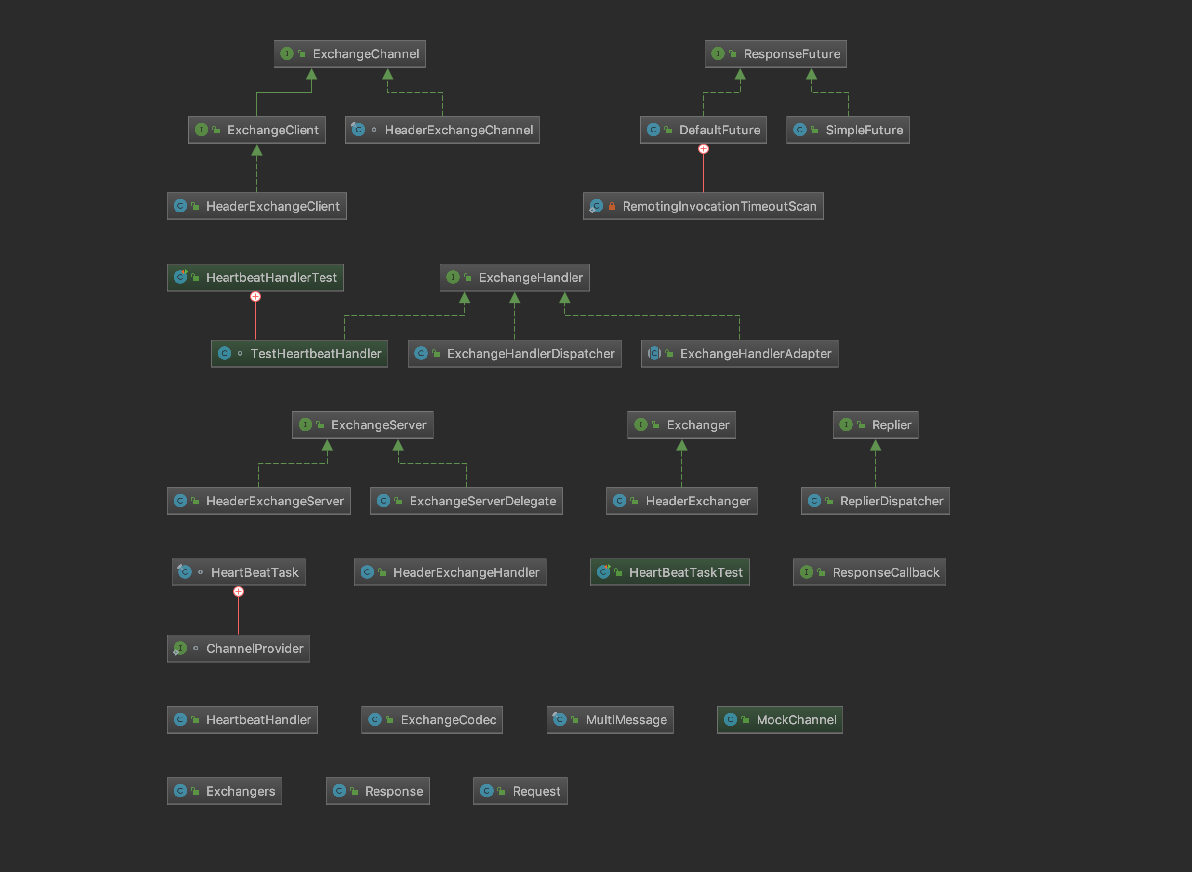 ExchangeChannel
ResponseFuture
ExchangeClient
HeaderExchangeChannel
DefaultFuture
SimpleFuture
HeaderExchangeClient
RemotingInvocationTimeoutScan
HeartbeatHandlerTest
ExchangeHandler
TestHeartbeatHandler
ExchangeHandlerDispatcher
ExchangeHandlerAdapter
ExchangeServer
Exchanger
Replier
HeaderExchangeServer
ExchangeServerDelegate
HeaderExchanger
ReplierDispatcher
HeartBeatTask
HeaderExchangeHandler
HeartBeatTaskTest
ResponseCallback
ChannelProvider
HeartbeatHandler
ExchangeCodec
MultiMessage
MockChannel
Exchangers
Response
Request